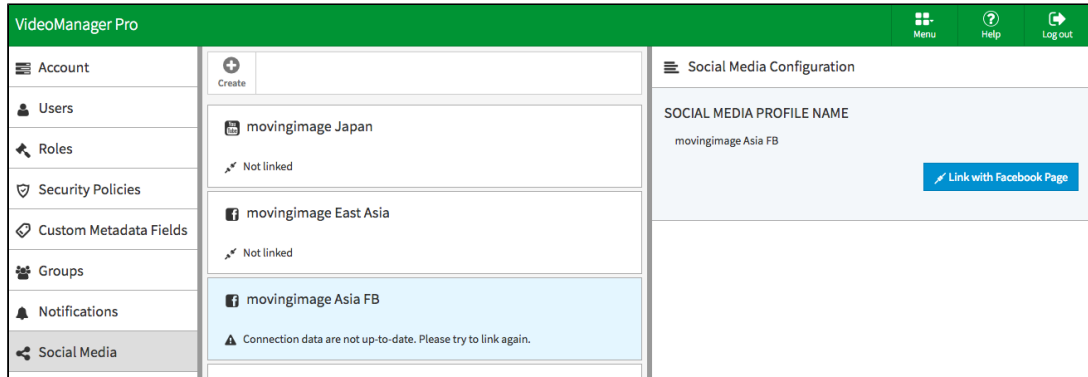 VideoManager Pro
Menu
Help
Log out
Account
Users
Roles
Security Policies
Custom Metadata Fields
Groups
Notifications
Social Media
Create
You Tube
movingimage Japan
Not linked
movingimage East Asia
Not linked
movingimage Asia FB
Connection data are not up-to-date. Please try to link again.
Social Media Configuration
SOCIAL MEDIA PROFILE NAME
movingimage Asia FB
Link with Facebook Page